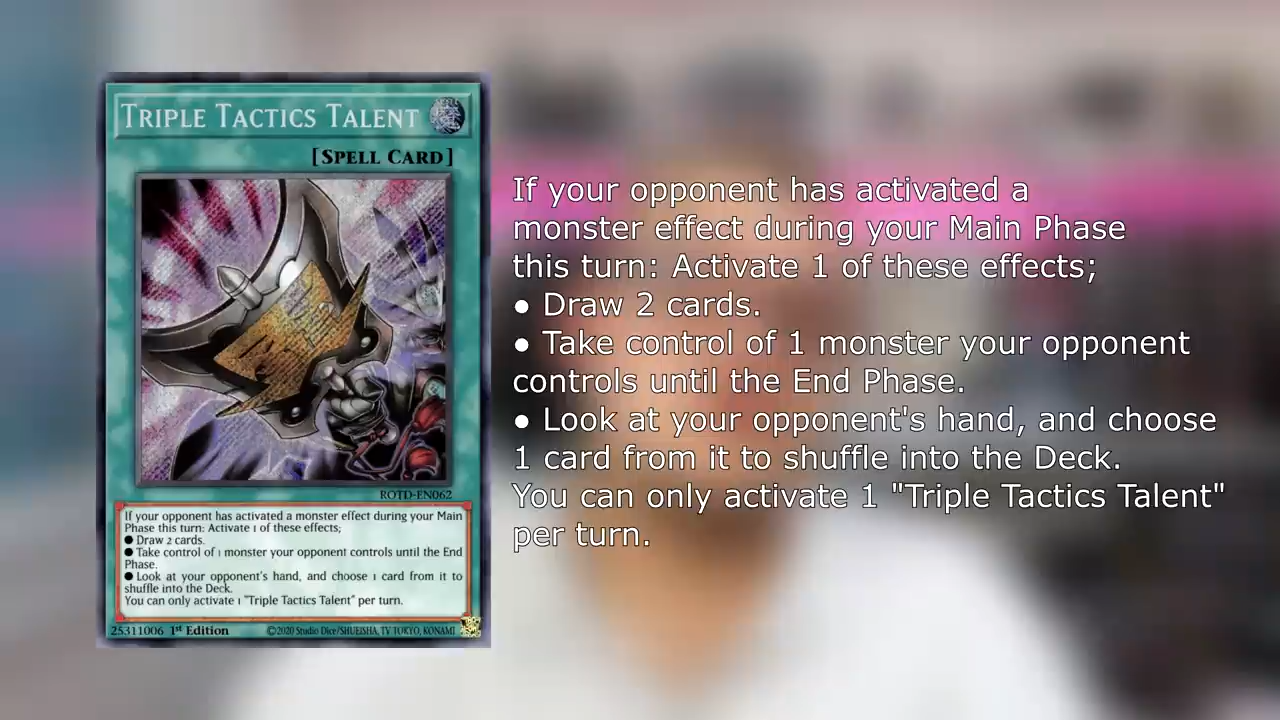 TRIPLE TACTICS TALENT
[SPELL CARD]
ROTD-EN062
If your opponent has activated a monster effect during your Main
Phase this turn: Activate 1 of these effects;
● Draw 2 cards.
● Take control of 1 monster your opponent controls until the End
Phase.
● Look at your opponent's hand, and choose 1 card from it to
shuffle into the Deck.
You can only activate 1 "Triple Tactics Talent" per turn.
25311006 1st Edition ©2020 Studio Dice/SHUEISHA, TV TOKYO, KONAMI
If your opponent has activated a
monster effect during your Main Phase
this turn: Activate 1 of these effects;
● Draw 2 cards.
● Take control of 1 monster your opponent
controls until the End Phase.
● Look at your opponent's hand, and choose
1 card from it to shuffle into the Deck.
You can only activate 1 "Triple Tactics Talent"
per turn.